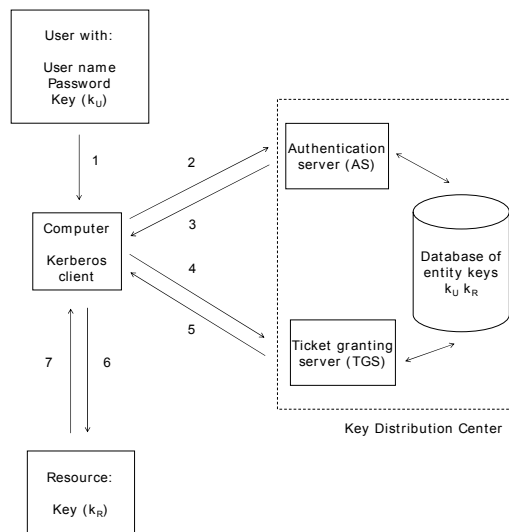 User with:
User name
Password
Key (kU)
1
2
3
Authentication
server (AS)
Computer
Kerberos
client
4
5
Database of
entity keys
kU kR
Ticket granting
server (TGS)
7
6
Key Distribution Center
Resource:
Key (kR)